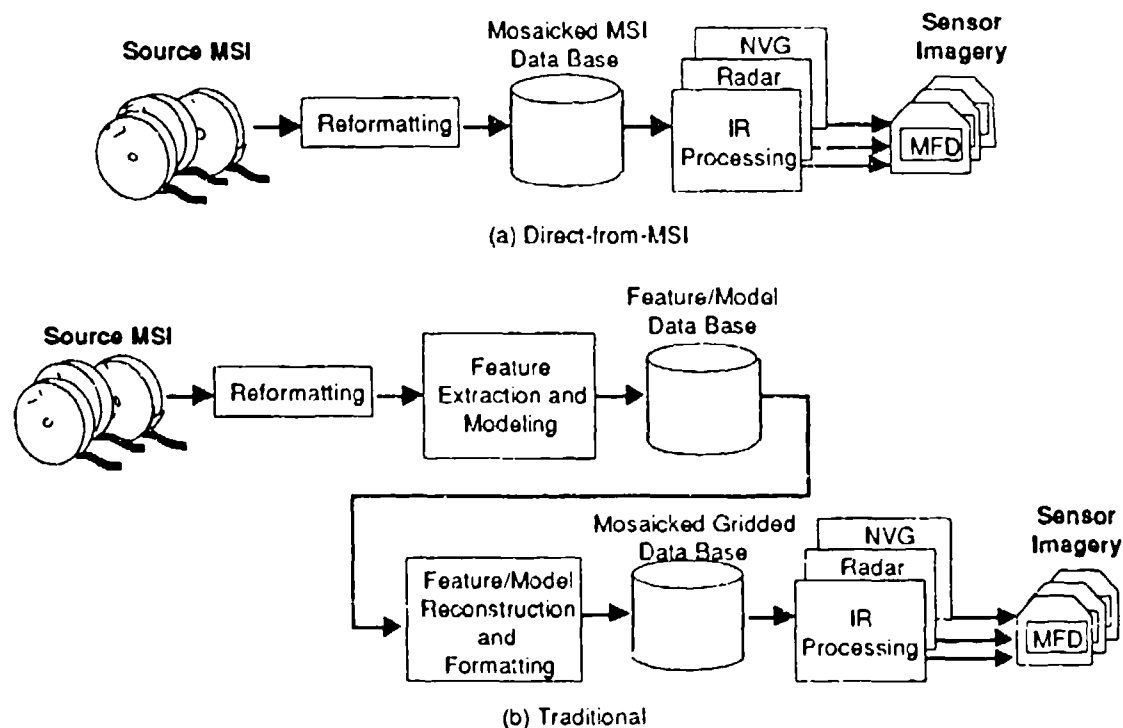 Source MSI
Mosaicked MSI
Data Base
NVG
Radar
IR
Processing
Sensor
Imagery
Reformatting
MFD
(a) Direct-from-MSI
Source MSI
Reformatting
Feature
Extraction and
Modeling
Feature/Model
Data Base
Feature/Model
Reconstruction
and
Formatting
Mosaicked Gridded
Data Base
NVG
Radar
IR
Processing
Sensor
Imagery
MFD
(b) Traditional